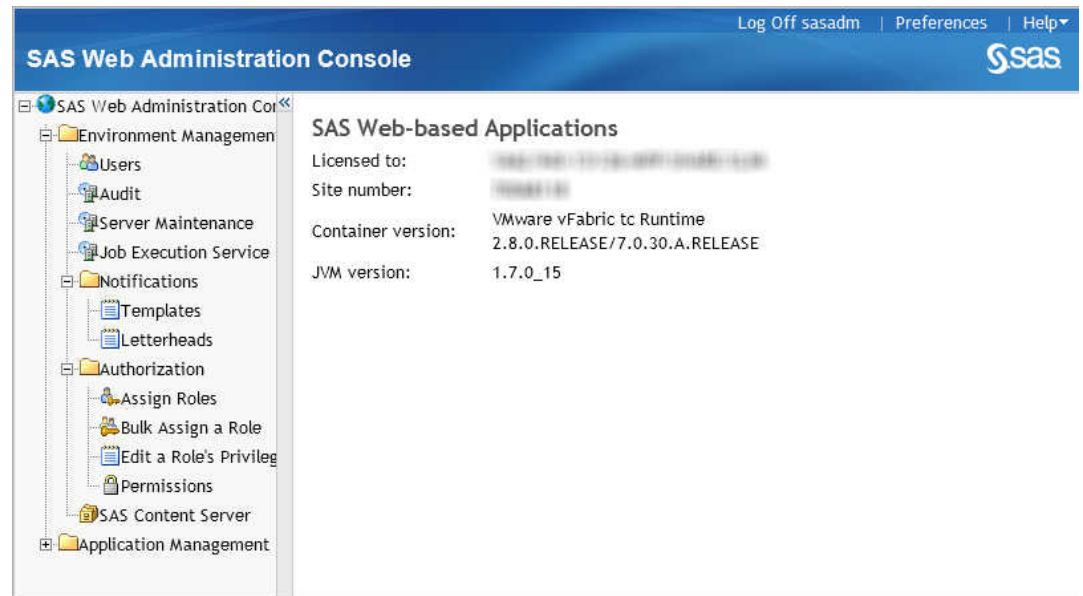 Log Off sasadm | Preferences | Help
SAS Web Administration Console
sas
SAS Web Administration Con
Environment Managemen
Users
Audit
Server Maintenance
Job Execution Service
Notifications
Templates
Letterheads
Authorization
Assign Roles
Bulk Assign a Role
Edit a Role's Privileg
Permissions
SAS Content Server
Application Management
SAS Web-based Applications
Licensed to:
Site number:
Container version: VMware vFabric tc Runtime
2.8.0.RELEASE/7.0.30.A.RELEASE
JVM version: 1.7.0_15